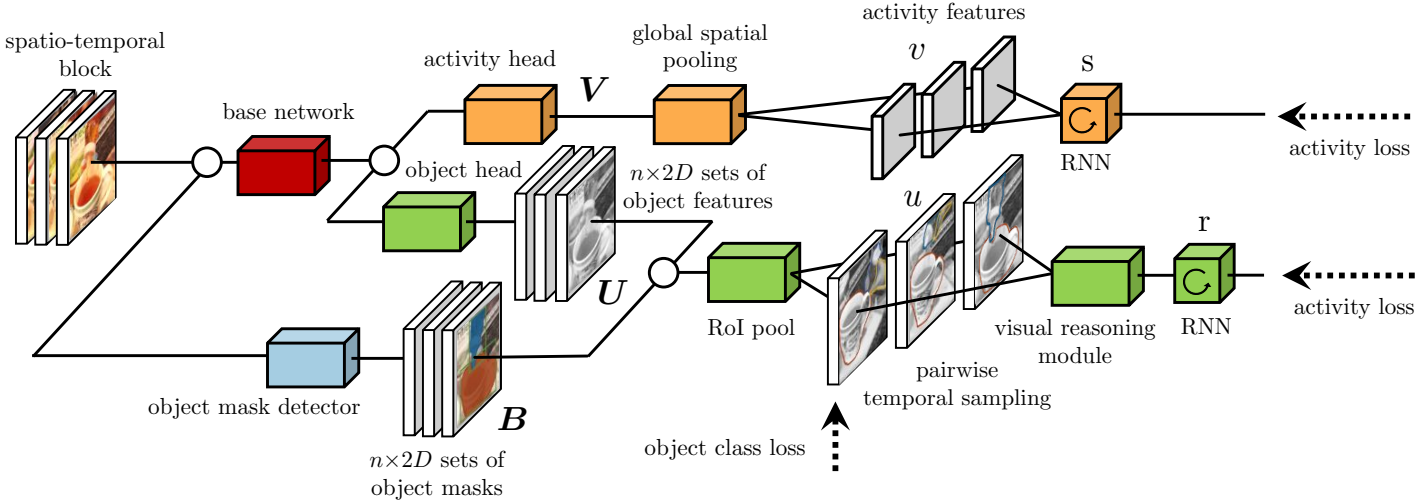 spatio-temporal
block
base network
activity head
V
global spatial
pooling
activity features
v
s
RNN
activity loss
object head
n×2D sets of
object features
U
RoI pool
u
pairwise
temporal sampling
visual reasoning
module
r
RNN
activity loss
object mask detector
B
n×2D sets of
object masks
object class loss